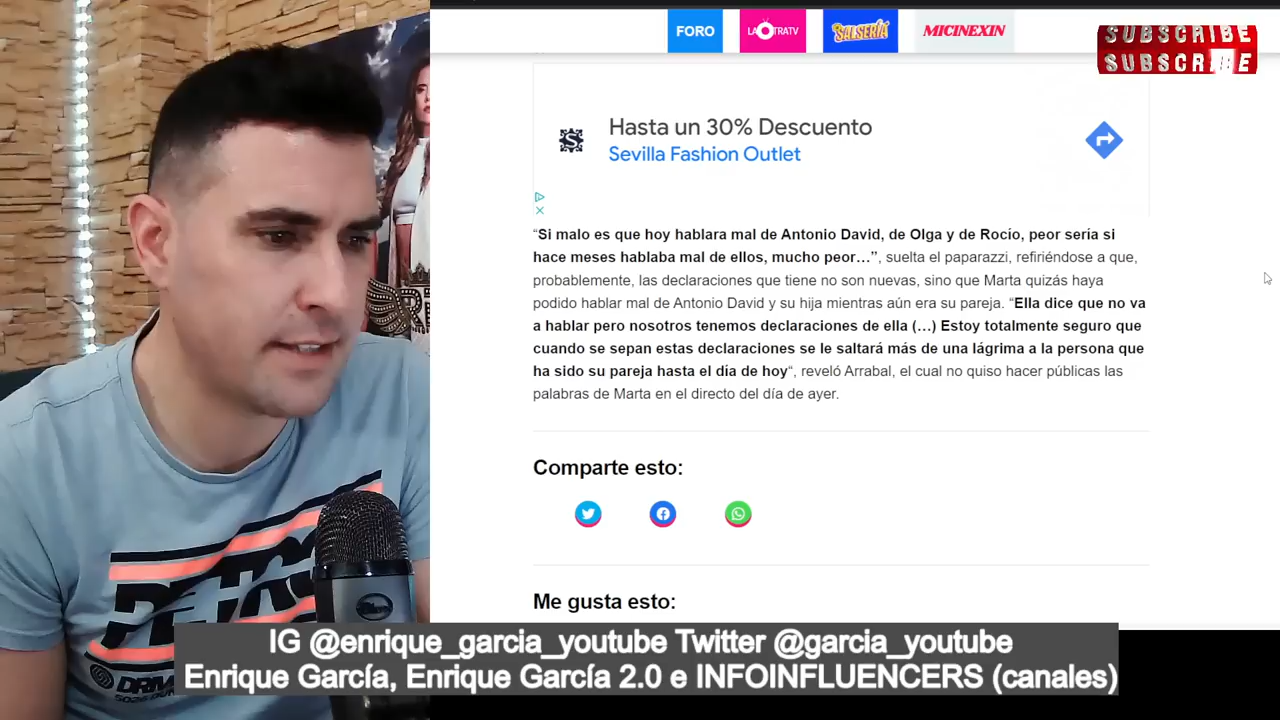 FORO
LA OTRATV
SALSERÍA
MICINEXIN
SUBSCRIBE
SUBSCRIBE
Hasta un 30% Descuento
Sevilla Fashion Outlet
“Si malo es que hoy hablara mal de Antonio David, de Olga y de Rocío, peor sería si
hace meses hablaba mal de ellos, mucho peor…”, suelta el paparazzi, refiriéndose a que,
probablemente, las declaraciones que tiene no son nuevas, sino que Marta quizás haya
podido hablar mal de Antonio David y su hija mientras aún era su pareja. “Ella dice que no va
a hablar pero nosotros tenemos declaraciones de ella (…) Estoy totalmente seguro que
cuando se sepan estas declaraciones se le saltará más de una lágrima a la persona que
ha sido su pareja hasta el día de hoy“, reveló Arrabal, el cual no quiso hacer públicas las
palabras de Marta en el directo del día de ayer.
Comparte esto:
Me gusta esto:
IG @enrique_garcia_youtube Twitter @garcia_youtube
Enrique García, Enrique García 2.0 e INFOINFLUENCERS (canales)